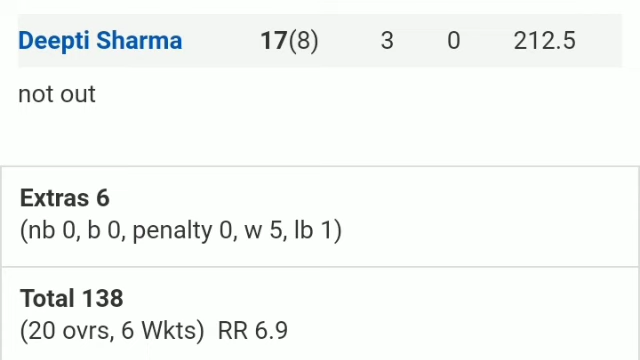 Deepti Sharma 17(8) 3 0 212.5
not out
Extras 6
(nb 0, b 0, penalty 0, w 5, lb 1)
Total 138
(20 ovrs, 6 Wkts) RR 6.9